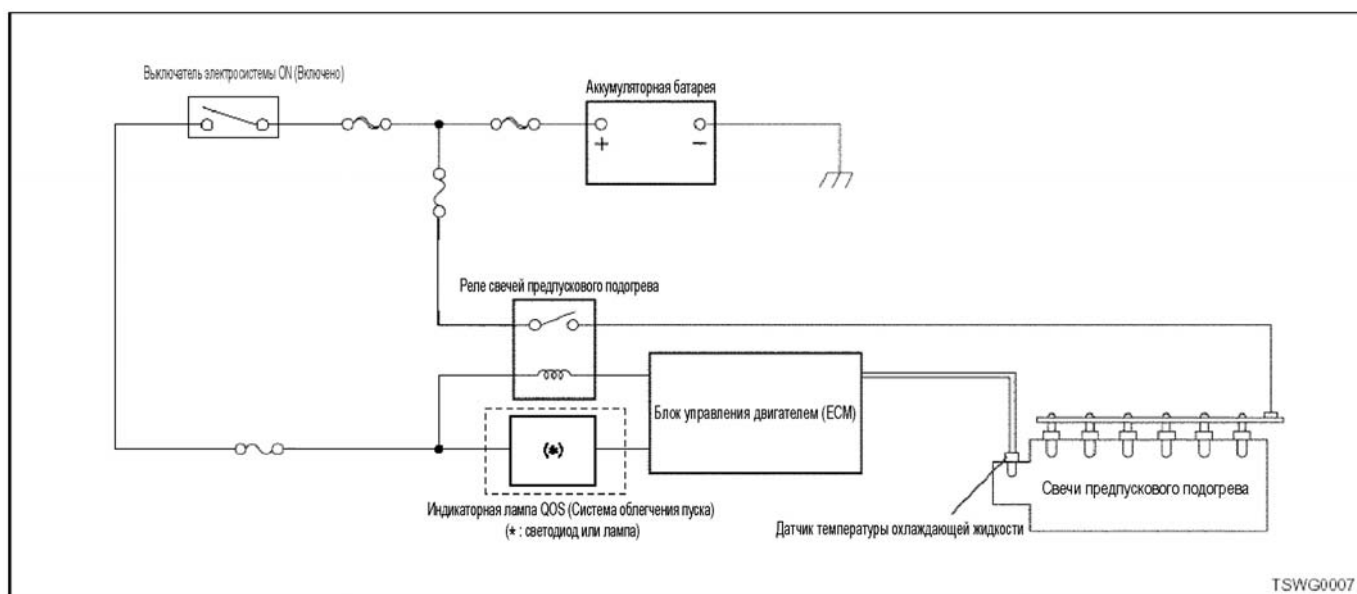 Выключатель электросистемы ON (Включено)
Аккумуляторная батарея
+
−
Реле свечей предпускового подогрева
Блок управления двигателем (ECM)
(*)
Индикаторная лампа QOS (Система облегчения пуска)
(* : светодиод или лампа)
Свечи предпускового подогрева
Датчик температуры охлаждающей жидкости
TSWG0007